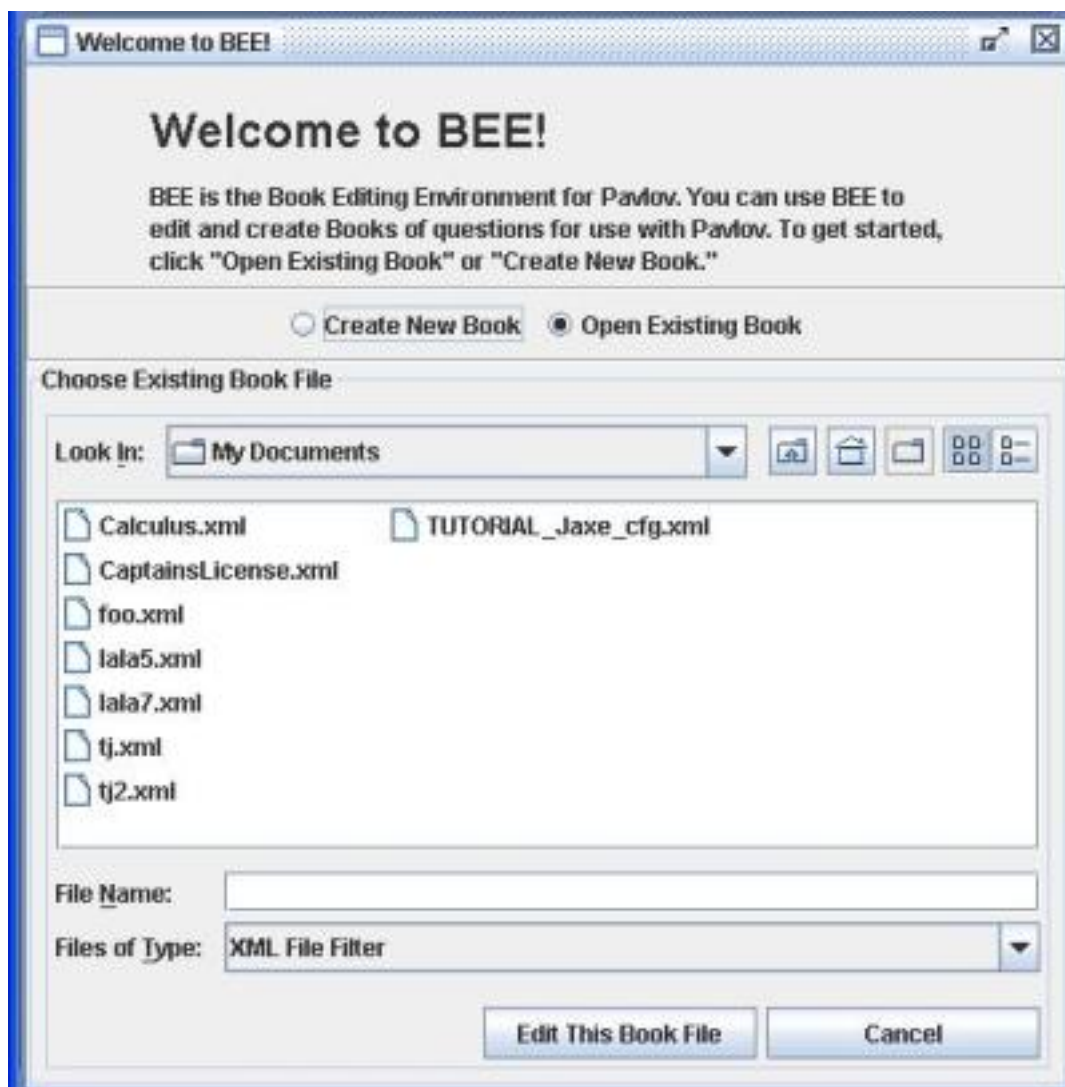 Welcome to BEE!
Welcome to BEE!
BEE is the Book Editing Environment for Pavlov. You can use BEE to
edit and create Books of questions for use with Pavlov. To get started,
click "Open Existing Book" or "Create New Book."
Create New Book Open Existing Book
Choose Existing Book File
Look In: My Documents
Calculus.xml TUTORIAL_Jaxe_cfg.xml
CaptainsLicense.xml
foo.xml
lala5.xml
lala7.xml
tj.xml
tj2.xml
File Name:
Files of Type: XML File Filter
Edit This Book File Cancel